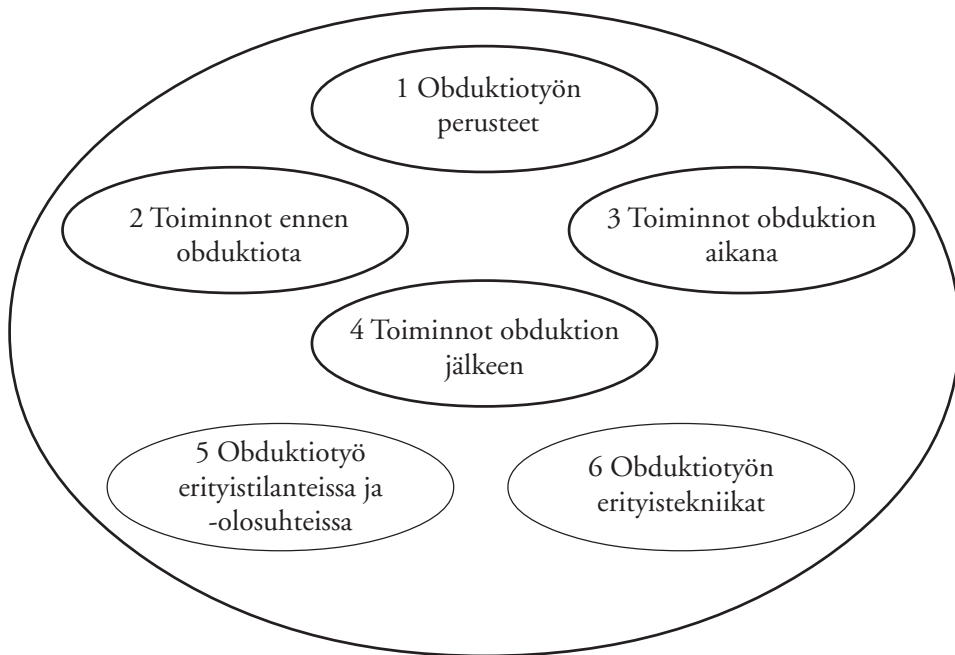 1 Obduktiotyön
perusteet
2 Toiminnot ennen
obduktiota
3 Toiminnot obduktion
aikana
4 Toiminnot obduktion
jälkeen
5 Obduktiotyö
erityistilanteissa ja
-olosuhteissa
6 Obduktiotyön
erityistekniikat